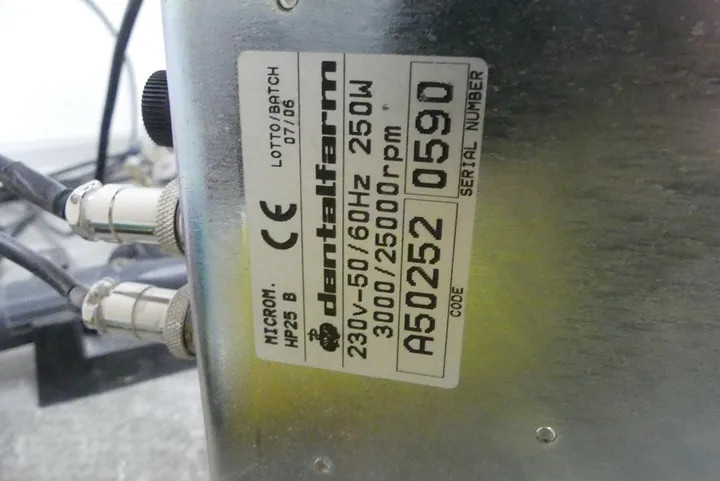 MICROM.
HP25 B
LOTTO/BATCH
07/06
CE
dentalfarm
230v-50/60Hz 250W
3000/25000rpm
A50252 0590
CODE SERIAL NUMBER